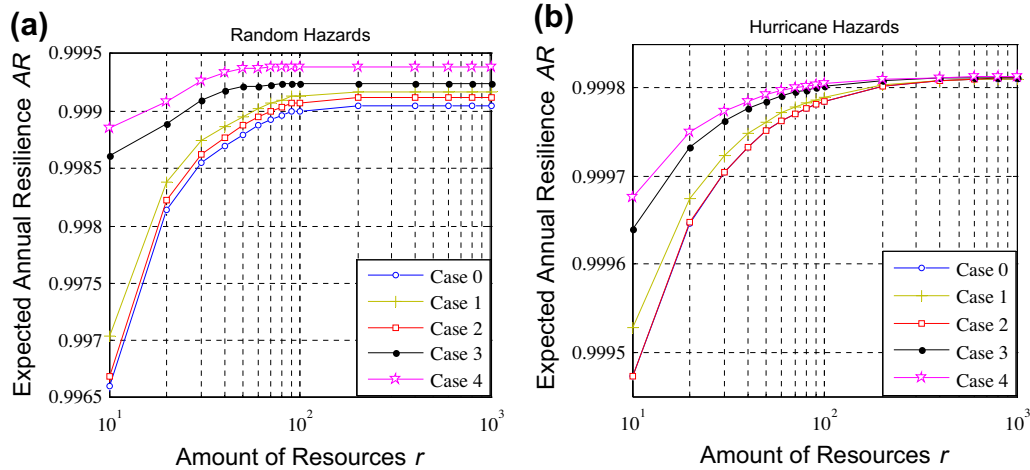 (a)
Random Hazards
Expected Annual Resilience AR
0.9995
0.999
0.9985
0.998
0.9975
0.997
0.9965
Case 0
Case 1
Case 2
Case 3
Case 4
10^1
10^2
10^3
Amount of Resources r
(b)
Hurricane Hazards
Expected Annual Resilience AR
0.9998
0.9997
0.9996
0.9995
Case 0
Case 1
Case 2
Case 3
Case 4
10^1
10^2
10^3
Amount of Resources r